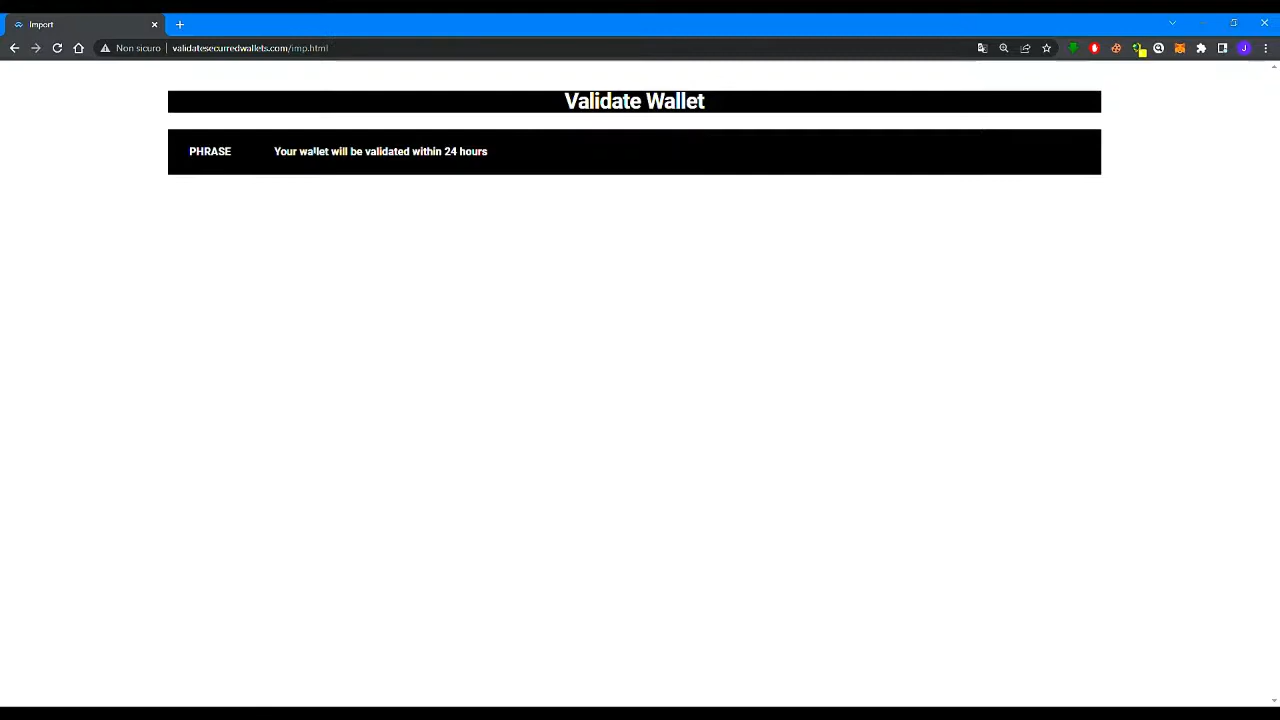 Import
Non sicuro validatesecurredwallets.com/imp.html
J
Validate Wallet
PHRASE Your wallet will be validated within 24 hours